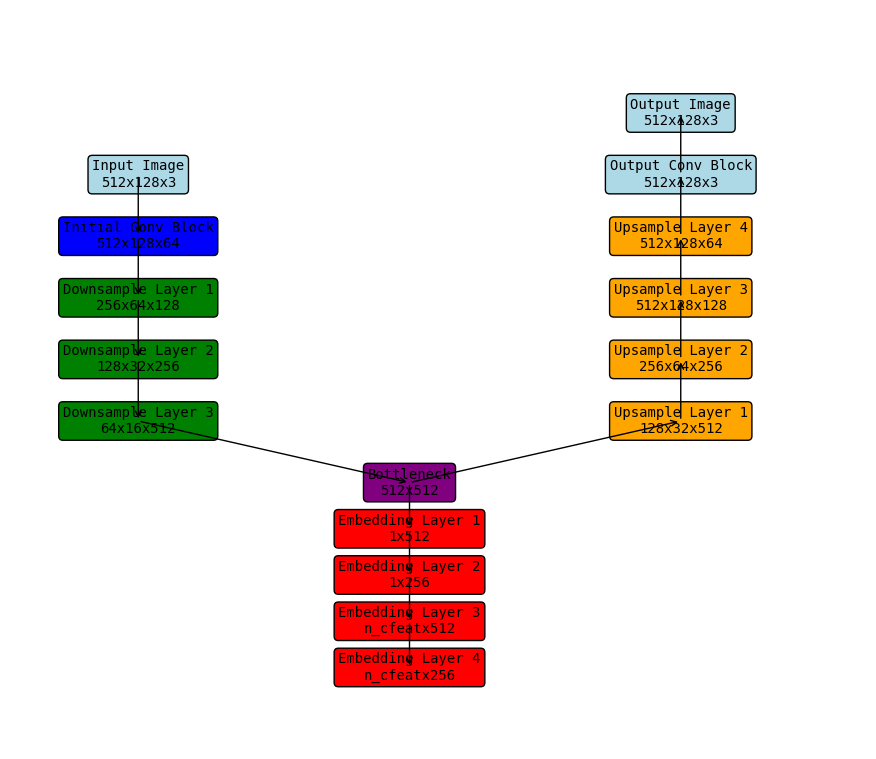 Input Image
512x128x3
Initial Conv Block
512x128x64
Downsample Layer 1
256x64x128
Downsample Layer 2
128x32x256
Downsample Layer 3
64x16x512
Bottleneck
512x512
Embedding Layer 1
1x512
Embedding Layer 2
1x256
Embedding Layer 3
n_cfeatx512
Embedding Layer 4
n_cfeatx256
Output Image
512x128x3
Output Conv Block
512x128x3
Upsample Layer 4
512x128x64
Upsample Layer 3
512x128x128
Upsample Layer 2
256x64x256
Upsample Layer 1
128x32x512